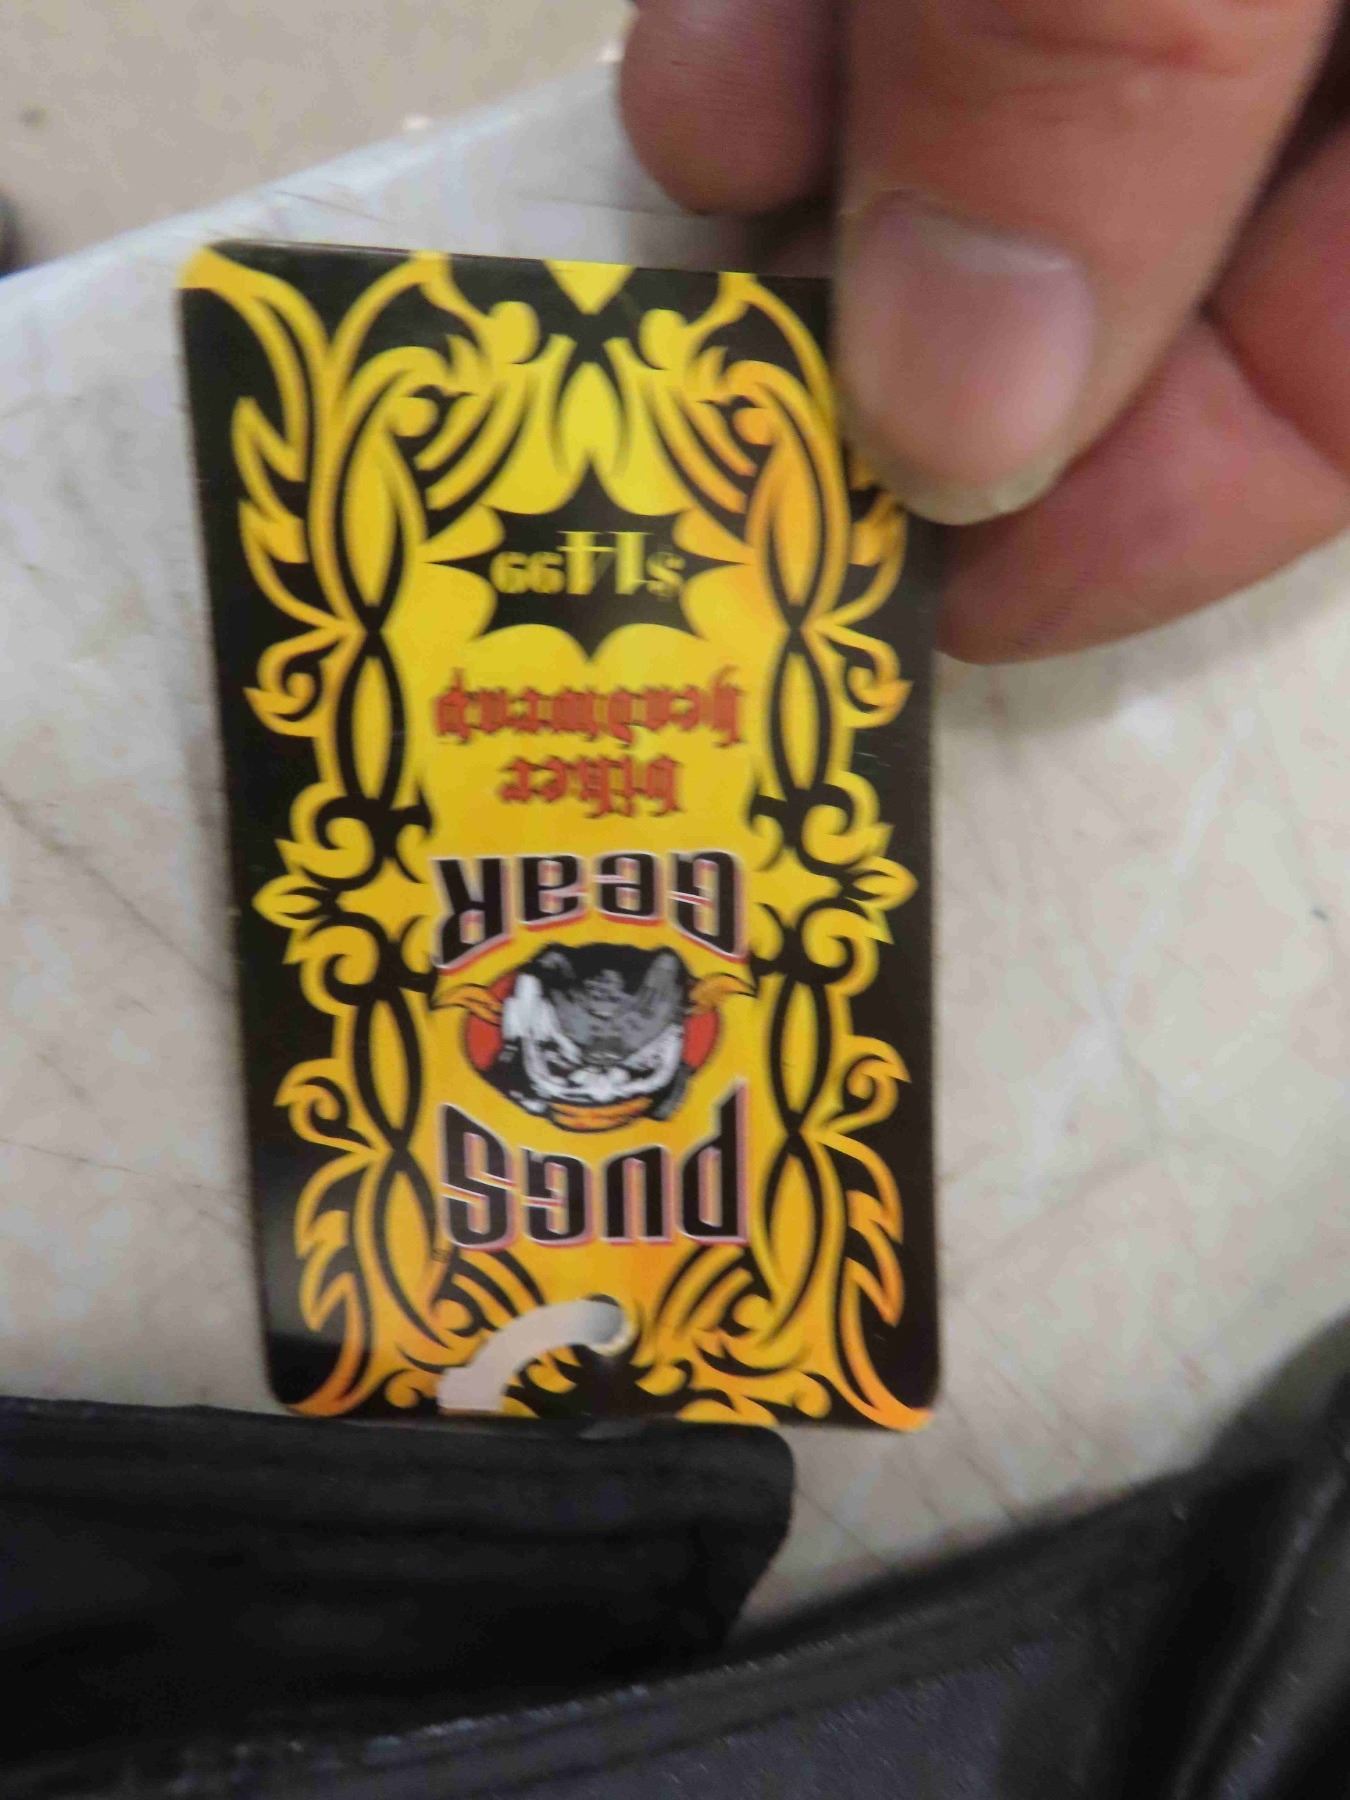 PUGS
GeaR
biker
headwrap
$14.99